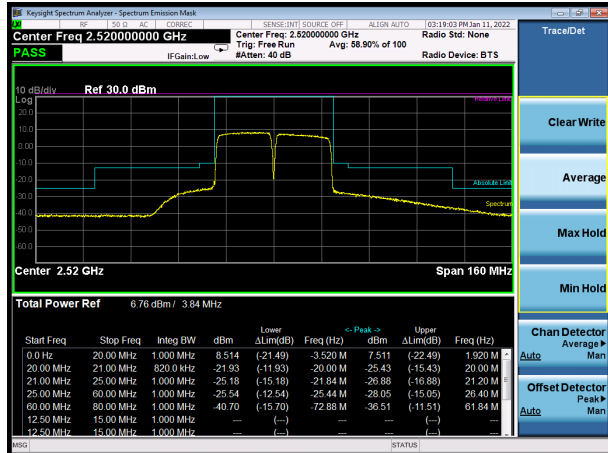 Keysight Spectrum Analyzer - Spectrum Emission Mask
RF 50 Ω AC CORREC SENSE:INT SOURCE OFF ALIGN AUTO 03:19:03 PM Jan 11, 2022
Center Freq 2.520000000 GHz
PASS
IFGain:Low
Center Freq: 2.520000000 GHz
Trig: Free Run Avg: 58.90% of 100
#Atten: 40 dB
Radio Std: None
Radio Device: BTS
10 dB/div Ref 30.0 dBm
Log
Relative Limit
20.0
10.0
0.00
-10.0
-20.0
Absolute Limit
-30.0
Spectrum
-40.0
-50.0
-60.0
Center 2.52 GHz Span 160 MHz
Total Power Ref 6.76 dBm / 3.84 MHz
Lower <- Peak -> Upper
Start Freq Stop Freq Integ BW dBm ΔLim(dB) Freq (Hz) dBm ΔLim(dB) Freq (Hz)
0.0 Hz 20.00 MHz 1.000 MHz 8.514 (-21.49) -3.520 M 7.511 (-22.49) 1.920 M
20.00 MHz 21.00 MHz 820.0 kHz -21.93 (-11.93) -20.00 M -25.43 (-15.43) 20.00 M
21.00 MHz 25.00 MHz 1.000 MHz -25.18 (-15.18) -21.84 M -26.88 (-16.88) 21.20 M
25.00 MHz 60.00 MHz 1.000 MHz -25.54 (-12.54) -25.44 M -28.05 (-15.05) 26.40 M
60.00 MHz 80.00 MHz 1.000 MHz -40.70 (-15.70) -72.88 M -36.51 (-11.51) 61.84 M
12.50 MHz 15.00 MHz 1.000 MHz --- (---) --- (---)
12.50 MHz 15.00 MHz 1.000 MHz --- (---) --- (---)
MSG STATUS
Trace/Det
Clear Write
Average
Max Hold
Min Hold
Chan Detector
Average
Auto Man
Offset Detector
Peak
Auto Man